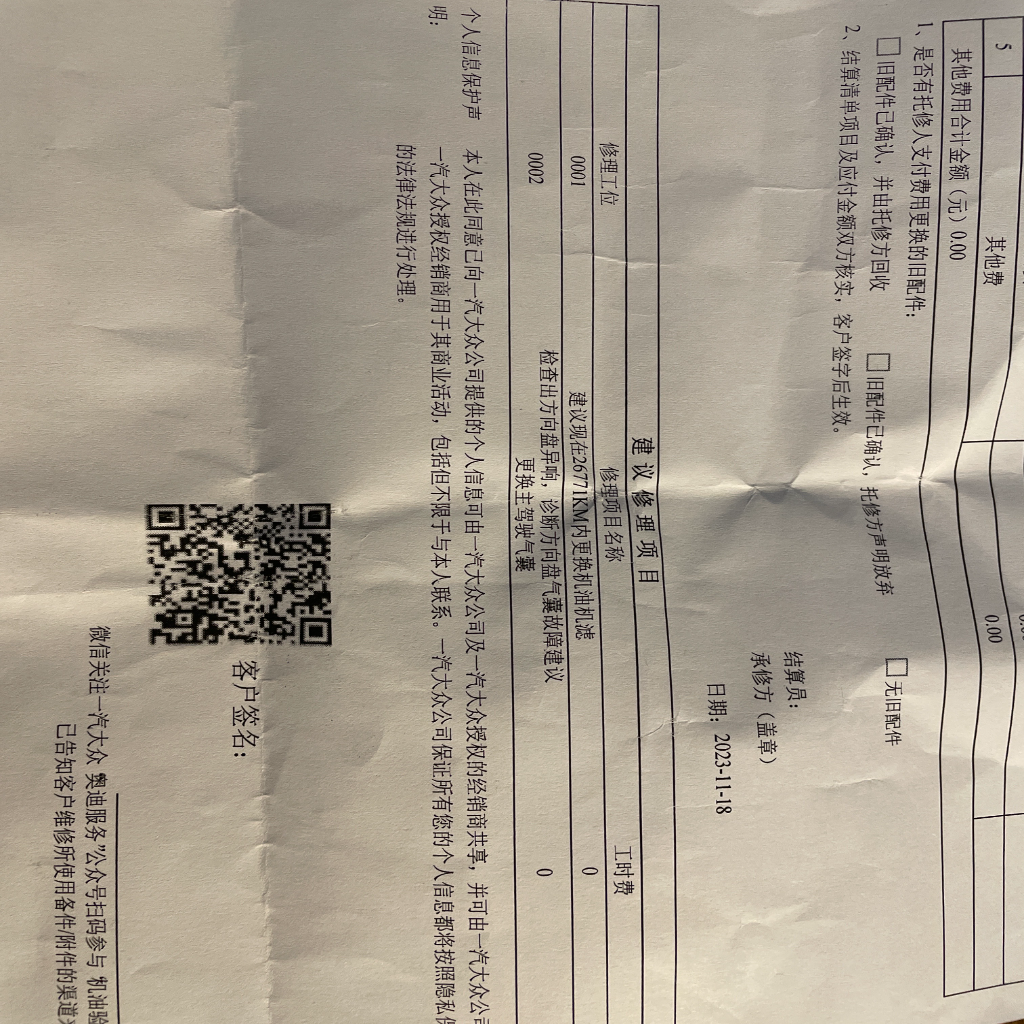 5 其他费 0.00
其他费用合计金额（元）0.00
1、是否有托修人支付费用更换的旧配件：
□旧配件已确认，并由托修方回收 □旧配件已确认，托修方声明放弃 □无旧配件
2、结算清单项目及应付金额双方核实，客户签字后生效。
结算员：
承修方（盖章）
日期：2023-11-18
建议修理项目
修理工位 修理项目名称 工时费
0001 建议现在26771KM内更换机油机滤 0
0002 检查出方向盘异响，诊断方向盘气囊故障建议 0
更换主驾驶气囊
个人信息保护声 本人在此同意已向一汽大众公司提供的个人信息可由一汽大众公司及一汽大众授权的经销商共享，并可由一汽大众公司
明： 一汽大众授权经销商用于其商业活动，包括但不限于与本人联系。一汽大众公司保证所有您的个人信息都将按照隐私
的法律法规进行处理。
客户签名：
微信关注一汽大众“奥迪服务”公众号扫码参与“机油验
已告知客户维修所使用备件/附件的渠道